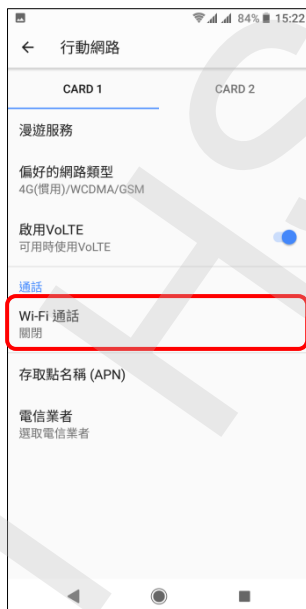 84% 15:22
行動網路
CARD 1 CARD 2
漫遊服務
偏好的網路類型
4G(慣用)/WCDMA/GSM
啟用VoLTE
可用時使用VoLTE
通話
Wi-Fi 通話
關閉
存取點名稱 (APN)
電信業者
選取電信業者